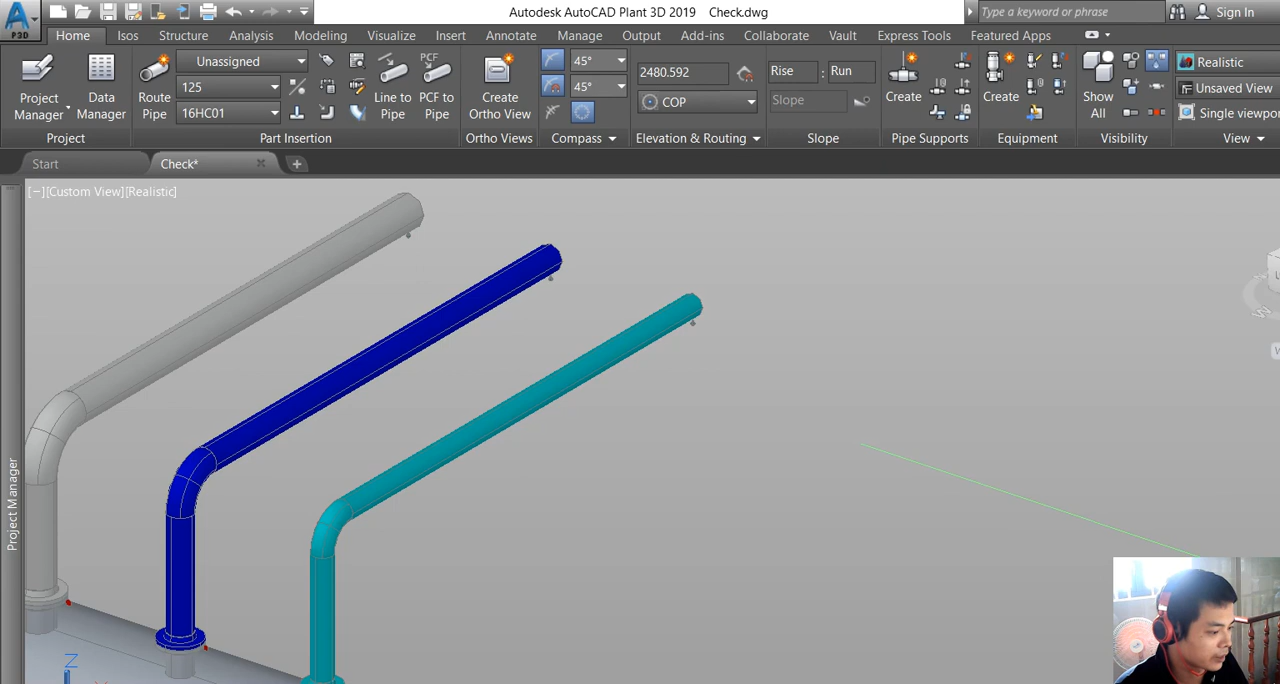 Autodesk AutoCAD Plant 3D 2019 Check.dwg
Type a keyword or phrase
Sign In
P3D
Home Isos Structure Analysis Modeling Visualize Insert Annotate Manage Output Add-ins Collaborate Vault Express Tools Featured Apps
Project
Manager
Data
Manager
Project
Route
Pipe
Unassigned
125
16HC01
Line to
Pipe
PCF
PCF to
Pipe
Part Insertion
Create
Ortho View
Ortho Views
45°
45°
Compass
2480.592
COP
Elevation & Routing
Rise : Run
Slope
Slope
Create
Pipe Supports
Create
Equipment
Show
All
Visibility
Realistic
Unsaved View
Single viewpor
View
Start
Check*
[−][Custom View][Realistic]
Project Manager
Z
W